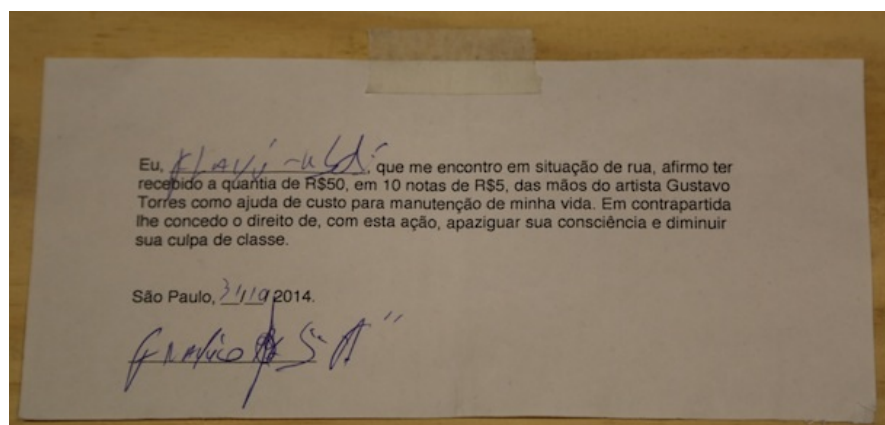 Eu, , que me encontro em situação de rua, afirmo ter
recebido a quantia de R$50, em 10 notas de R$5, das mãos do artista Gustavo
Torres como ajuda de custo para manutenção de minha vida. Em contrapartida
lhe concedo o direito de, com esta ação, apaziguar sua consciência e diminuir
sua culpa de classe.
São Paulo, 31/10 2014.